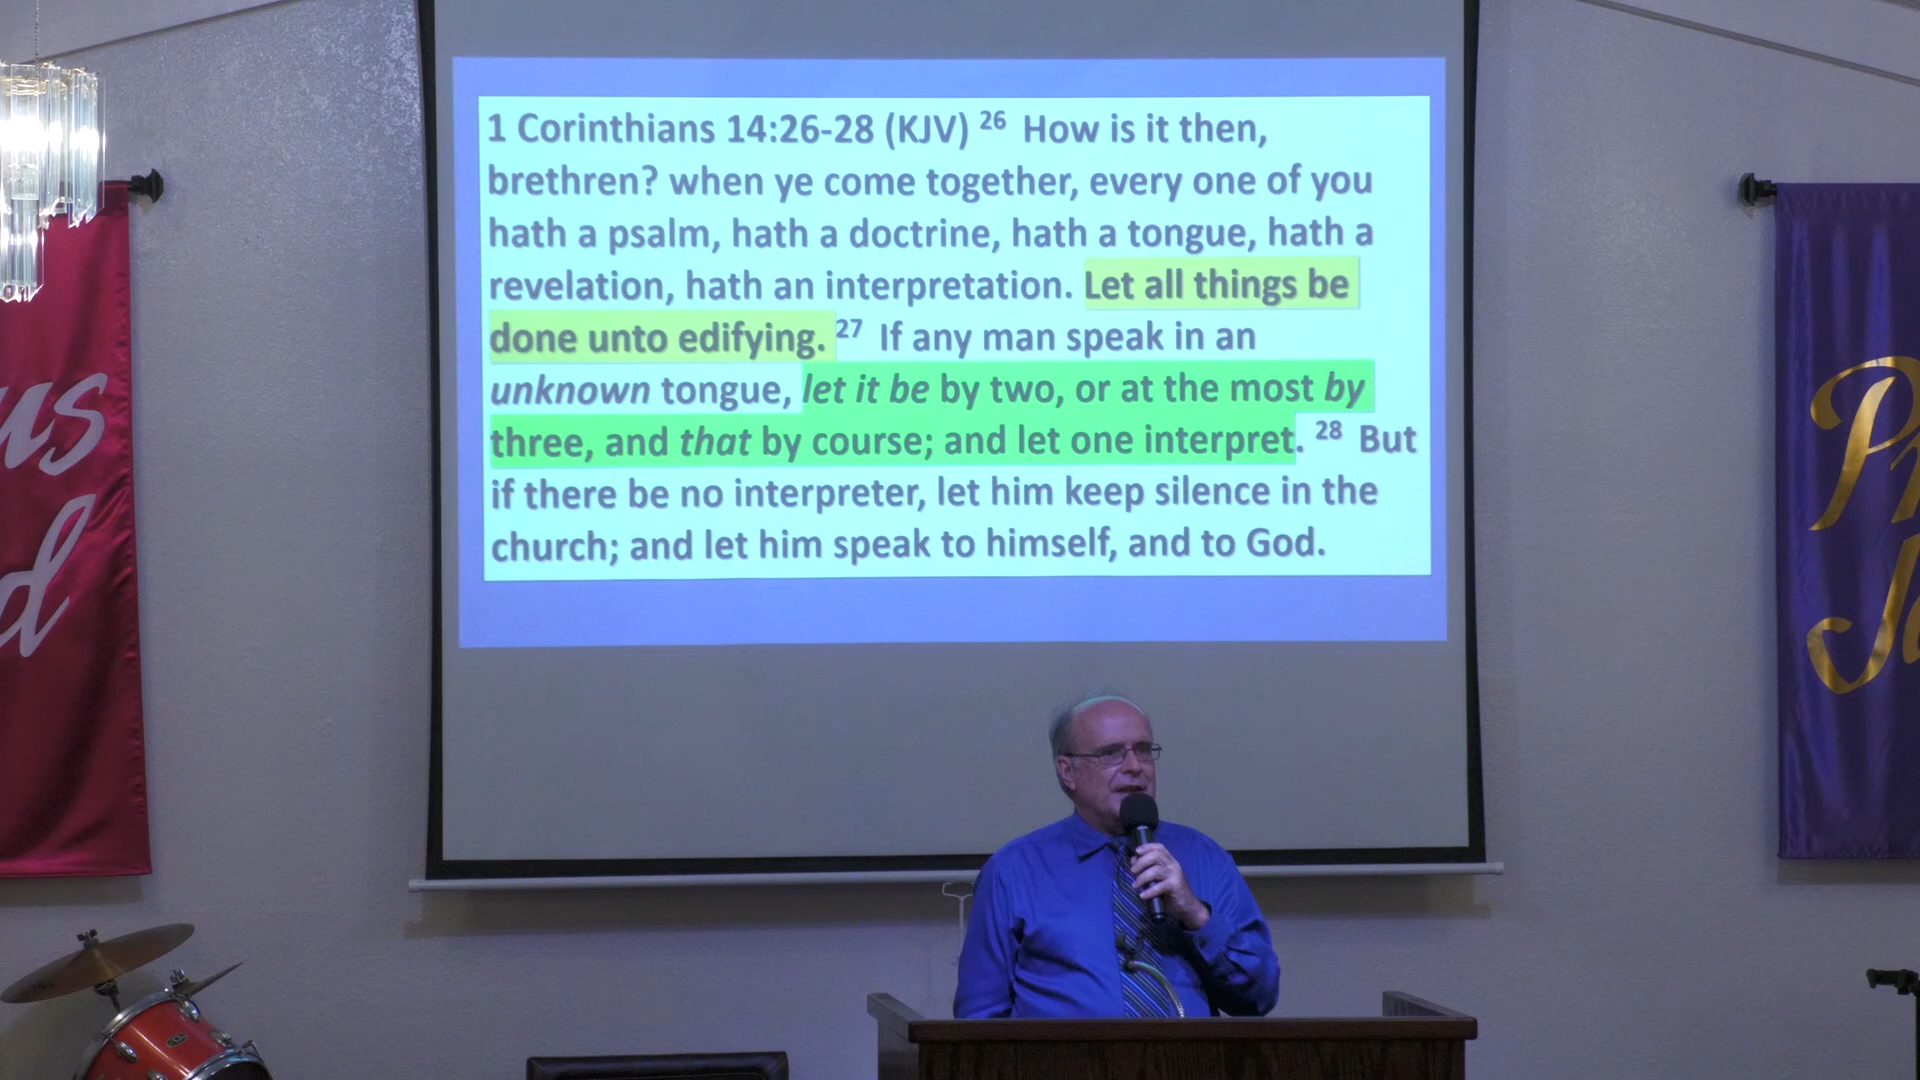 1 Corinthians 14:26-28 (KJV) 26 How is it then,
brethren? when ye come together, every one of you
hath a psalm, hath a doctrine, hath a tongue, hath a
revelation, hath an interpretation. Let all things be
done unto edifying. 27 If any man speak in an
unknown tongue, let it be by two, or at the most by
three, and that by course; and let one interpret. 28 But
if there be no interpreter, let him keep silence in the
church; and let him speak to himself, and to God.